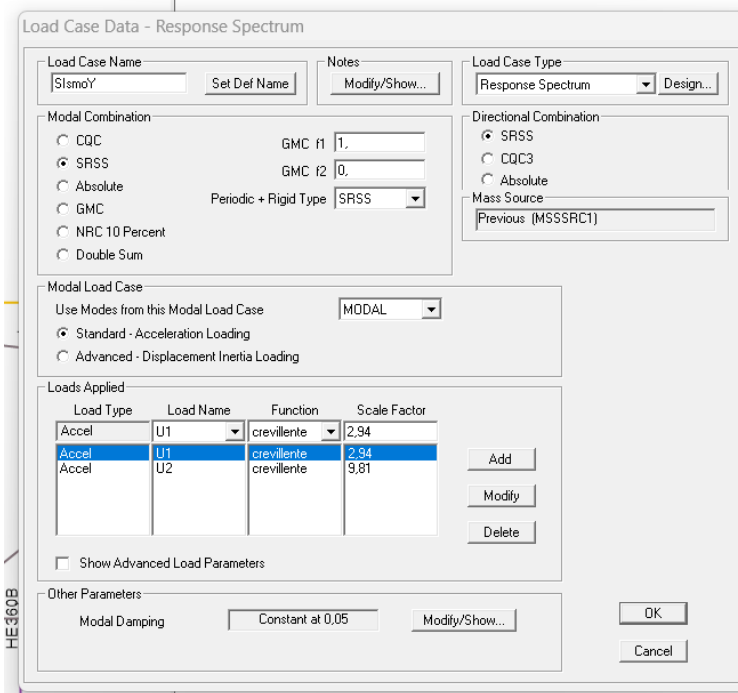 Load Case Data - Response Spectrum
Load Case Name
SIsmoY
Set Def Name
Notes
Modify/Show...
Load Case Type
Response Spectrum
Design...
Modal Combination
CQC
SRSS
Absolute
GMC
NRC 10 Percent
Double Sum
GMC f1
1,
GMC f2
0,
Periodic + Rigid Type
SRSS
Directional Combination
SRSS
CQC3
Absolute
Mass Source
Previous (MSSSRC1)
Modal Load Case
Use Modes from this Modal Load Case
MODAL
Standard - Acceleration Loading
Advanced - Displacement Inertia Loading
Loads Applied
Load Type Load Name Function Scale Factor
Accel U1 crevillente 2,94
Accel U1 crevillente 2,94
Accel U2 crevillente 9,81
Add
Modify
Delete
Show Advanced Load Parameters
Other Parameters
Modal Damping
Constant at 0,05
Modify/Show...
OK
Cancel
HE360B